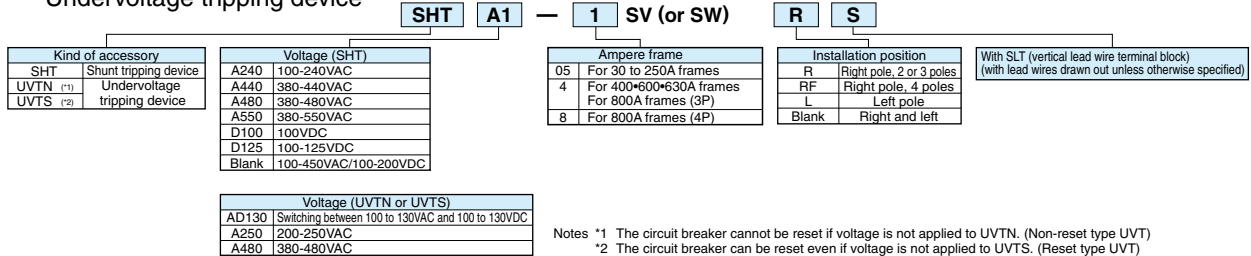 Undervoltage tripping device
SHT A1 — 1 SV (or SW) R S
Kind of accessory
SHT Shunt tripping device
UVTN (*1) Undervoltage
UVTS (*2) tripping device
Voltage (SHT)
A240 100-240VAC
A440 380-440VAC
A480 380-480VAC
A550 380-550VAC
D100 100VDC
D125 100-125VDC
Blank 100-450VAC/100-200VDC
Ampere frame
05 For 30 to 250A frames
4 For 400•600•630A frames
For 800A frames (3P)
8 For 800A frames (4P)
Installation position
R Right pole, 2 or 3 poles
RF Right pole, 4 poles
L Left pole
Blank Right and left
With SLT (vertical lead wire terminal block)
(with lead wires drawn out unless otherwise specified)
Voltage (UVTN or UVTS)
AD130 Switching between 100 to 130VAC and 100 to 130VDC
A250 200-250VAC
A480 380-480VAC
Notes *1 The circuit breaker cannot be reset if voltage is not applied to UVTN. (Non-reset type UVT)
*2 The circuit breaker can be reset even if voltage is not applied to UVTS. (Reset type UVT)